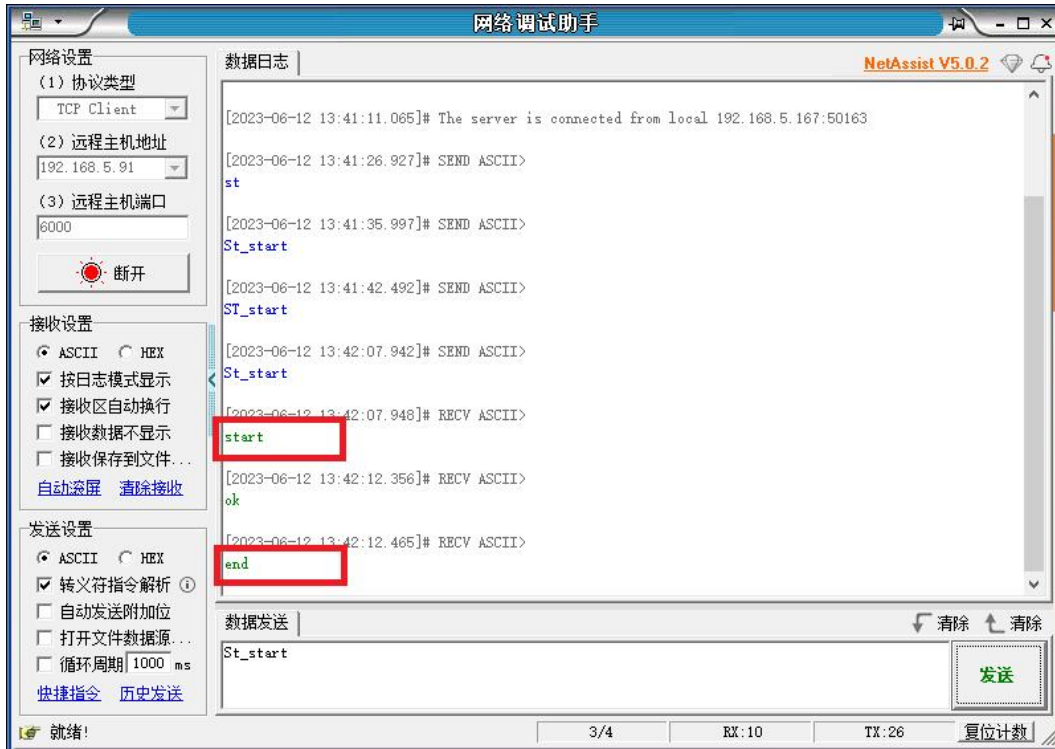 网络调试助手
网络设置
(1) 协议类型
TCP Client
(2) 远程主机地址
192.168.5.91
(3) 远程主机端口
6000
断开
接收设置
ASCII HEX
按日志模式显示
接收区自动换行
接收数据不显示
接收保存到文件...
自动滚屏 清除接收
发送设置
ASCII HEX
转义符指令解析
自动发送附加位
打开文件数据源...
循环周期 1000 ms
快捷指令 历史发送
数据日志
NetAssist V5.0.2
[2023-06-12 13:41:11.065]# The server is connected from local 192.168.5.167:50163
[2023-06-12 13:41:26.927]# SEND ASCII>
st
[2023-06-12 13:41:35.997]# SEND ASCII>
St_start
[2023-06-12 13:41:42.492]# SEND ASCII>
ST_start
[2023-06-12 13:42:07.942]# SEND ASCII>
St_start
[2023-06-12 13:42:07.948]# RECV ASCII>
start
[2023-06-12 13:42:12.356]# RECV ASCII>
ok
[2023-06-12 13:42:12.465]# RECV ASCII>
end
数据发送
清除 清除
St_start
发送
就绪!
3/4
RX:10
TX:26
复位计数